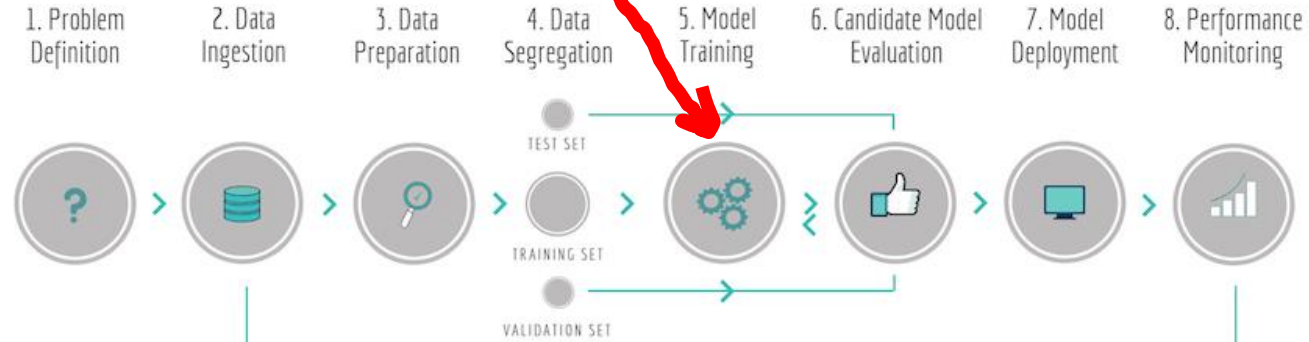 1. Problem
Definition
2. Data
Ingestion
3. Data
Preparation
4. Data
Segregation
5. Model
Training
6. Candidate Model
Evaluation
7. Model
Deployment
8. Performance
Monitoring
TEST SET
TRAINING SET
VALIDATION SET
?